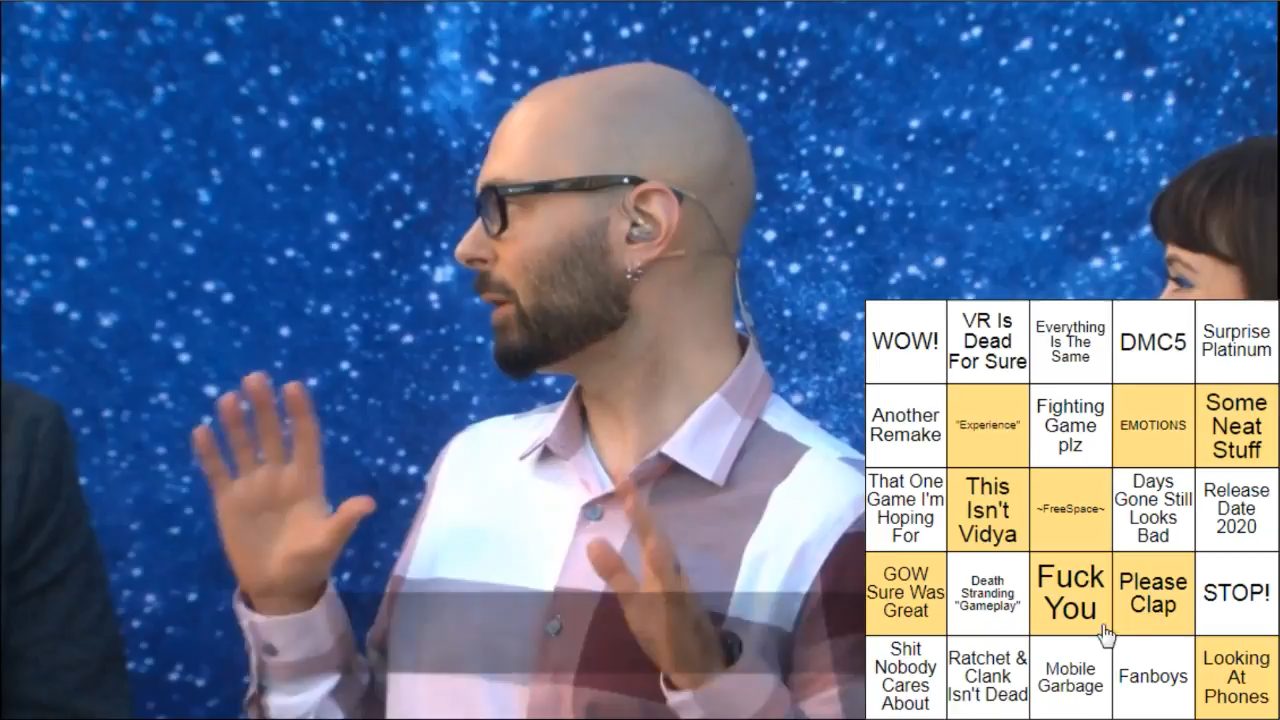 WOW!
VR Is
Dead
For Sure
Everything
Is The
Same
DMC5
Surprise
Platinum
Another
Remake
"Experience"
Fighting
Game
plz
EMOTIONS
Some
Neat
Stuff
That One
Game I'm
Hoping
For
This
Isn't
Vidya
~FreeSpace~
Days
Gone Still
Looks
Bad
Release
Date
2020
GOW
Sure Was
Great
Death
Stranding
"Gameplay"
Fuck
You
Please
Clap
STOP!
Shit
Nobody
Cares
About
Ratchet &
Clank
Isn't Dead
Mobile
Garbage
Fanboys
Looking
At
Phones